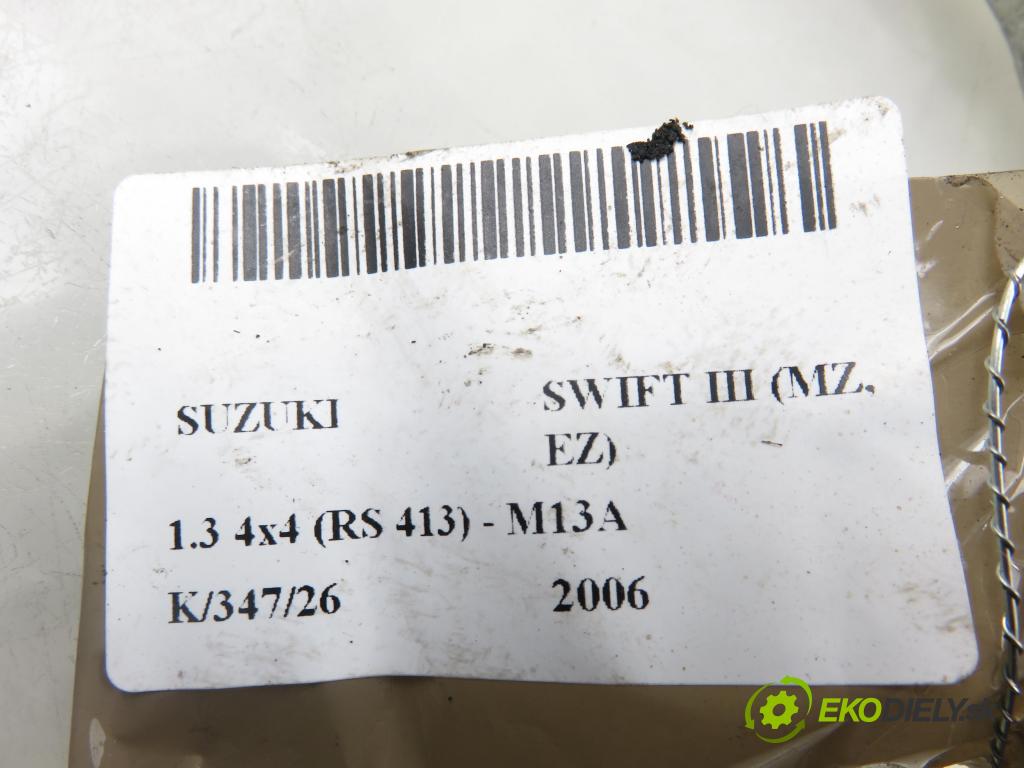 SUZUKI SWIFT III (MZ,
EZ)
1.3 4x4 (RS 413) - M13A
K/347/26 2006
EKODIELY.sk